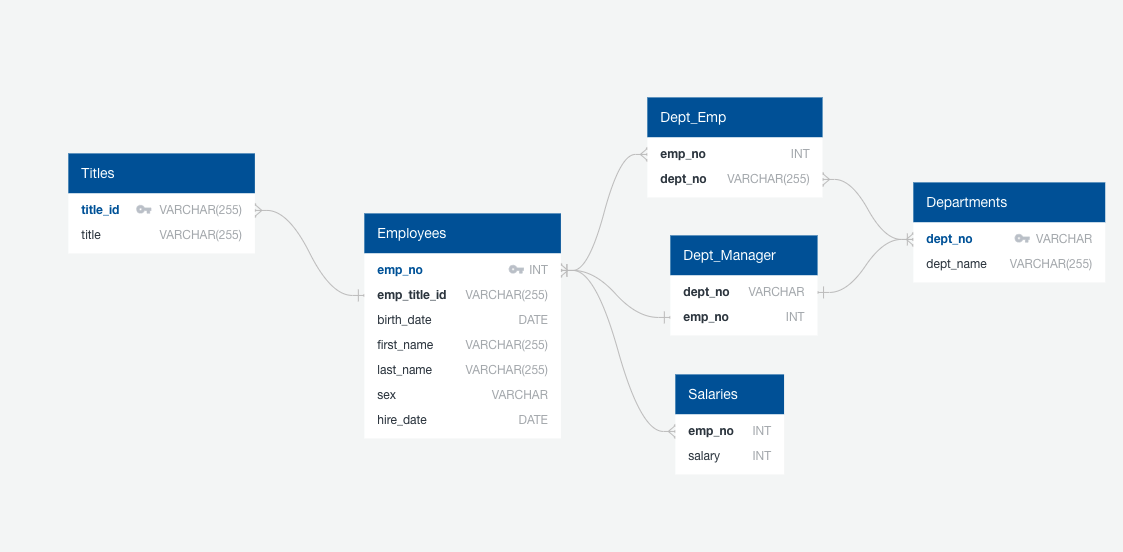 Titles
title_id VARCHAR(255)
title VARCHAR(255)
Employees
emp_no INT
emp_title_id VARCHAR(255)
birth_date DATE
first_name VARCHAR(255)
last_name VARCHAR(255)
sex VARCHAR
hire_date DATE
Dept_Emp
emp_no INT
dept_no VARCHAR(255)
Dept_Manager
dept_no VARCHAR
emp_no INT
Salaries
emp_no INT
salary INT
Departments
dept_no VARCHAR
dept_name VARCHAR(255)